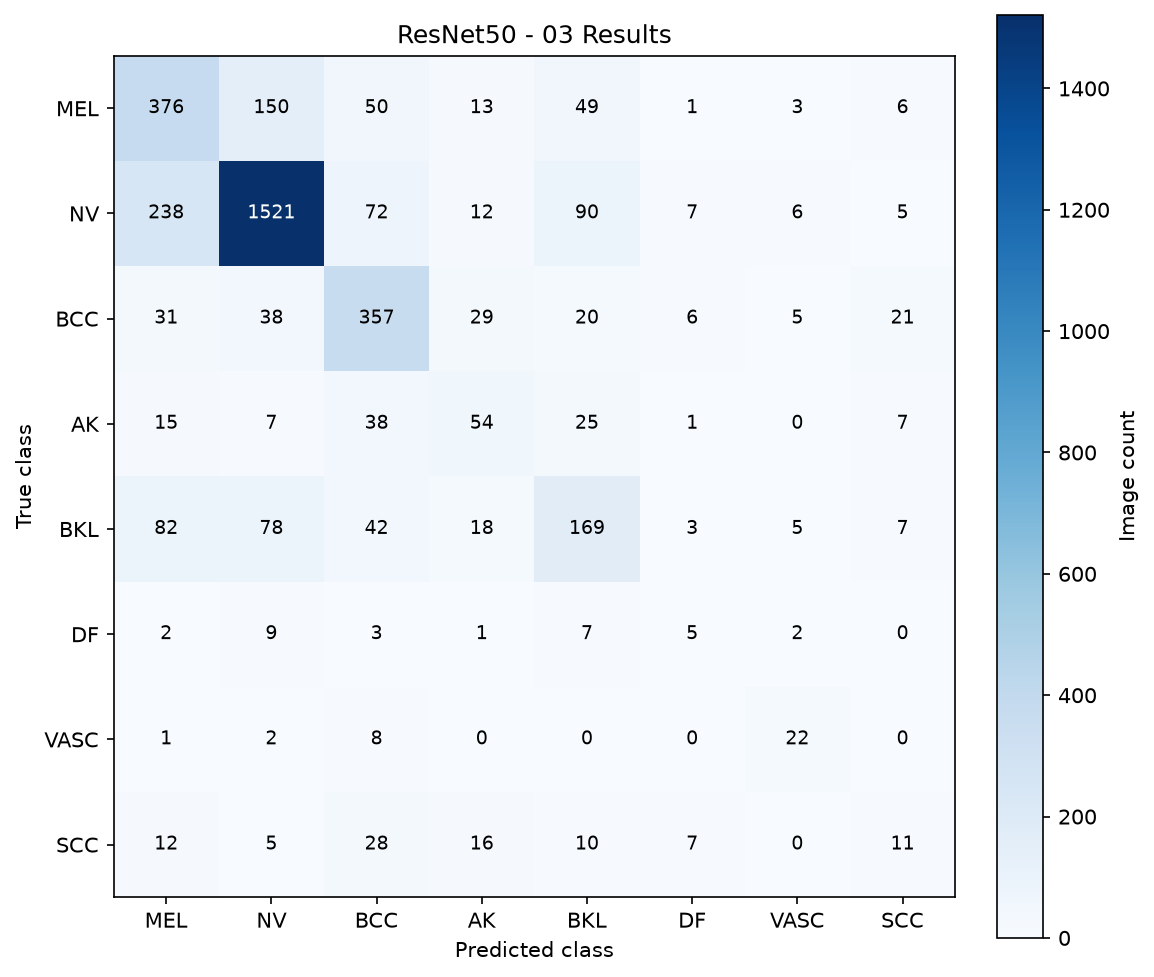 ResNet50 - 03 Results
MEL 376 150 50 13 49 1 3 6
NV 238 1521 72 12 90 7 6 5
BCC 31 38 357 29 20 6 5 21
AK 15 7 38 54 25 1 0 7
BKL 82 78 42 18 169 3 5 7
DF 2 9 3 1 7 5 2 0
VASC 1 2 8 0 0 0 22 0
SCC 12 5 28 16 10 7 0 11
MEL NV BCC AK BKL DF VASC SCC
Predicted class
True class
1400
1200
1000
800
600
400
200
0
Image count